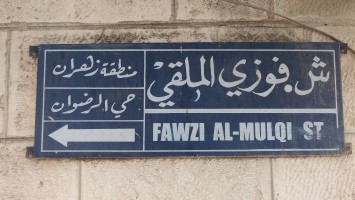 ش فوزي الملقي
FAWZI AL-MULQI ST
منطقة زهران
حي الرضوان